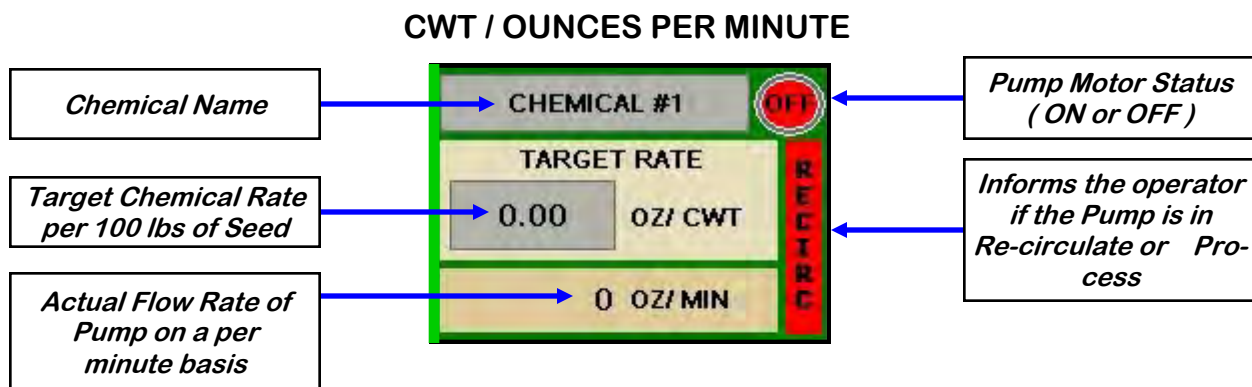 CWT / OUNCES PER MINUTE
Chemical Name
CHEMICAL #1
OFF
Pump Motor Status
( ON or OFF )
Target Chemical Rate
per 100 lbs of Seed
TARGET RATE
0.00 OZ/ CWT
RECIRC
Informs the operator
if the Pump is in
Re-circulate or Pro-
cess
Actual Flow Rate of
Pump on a per
minute basis
0 OZ/ MIN